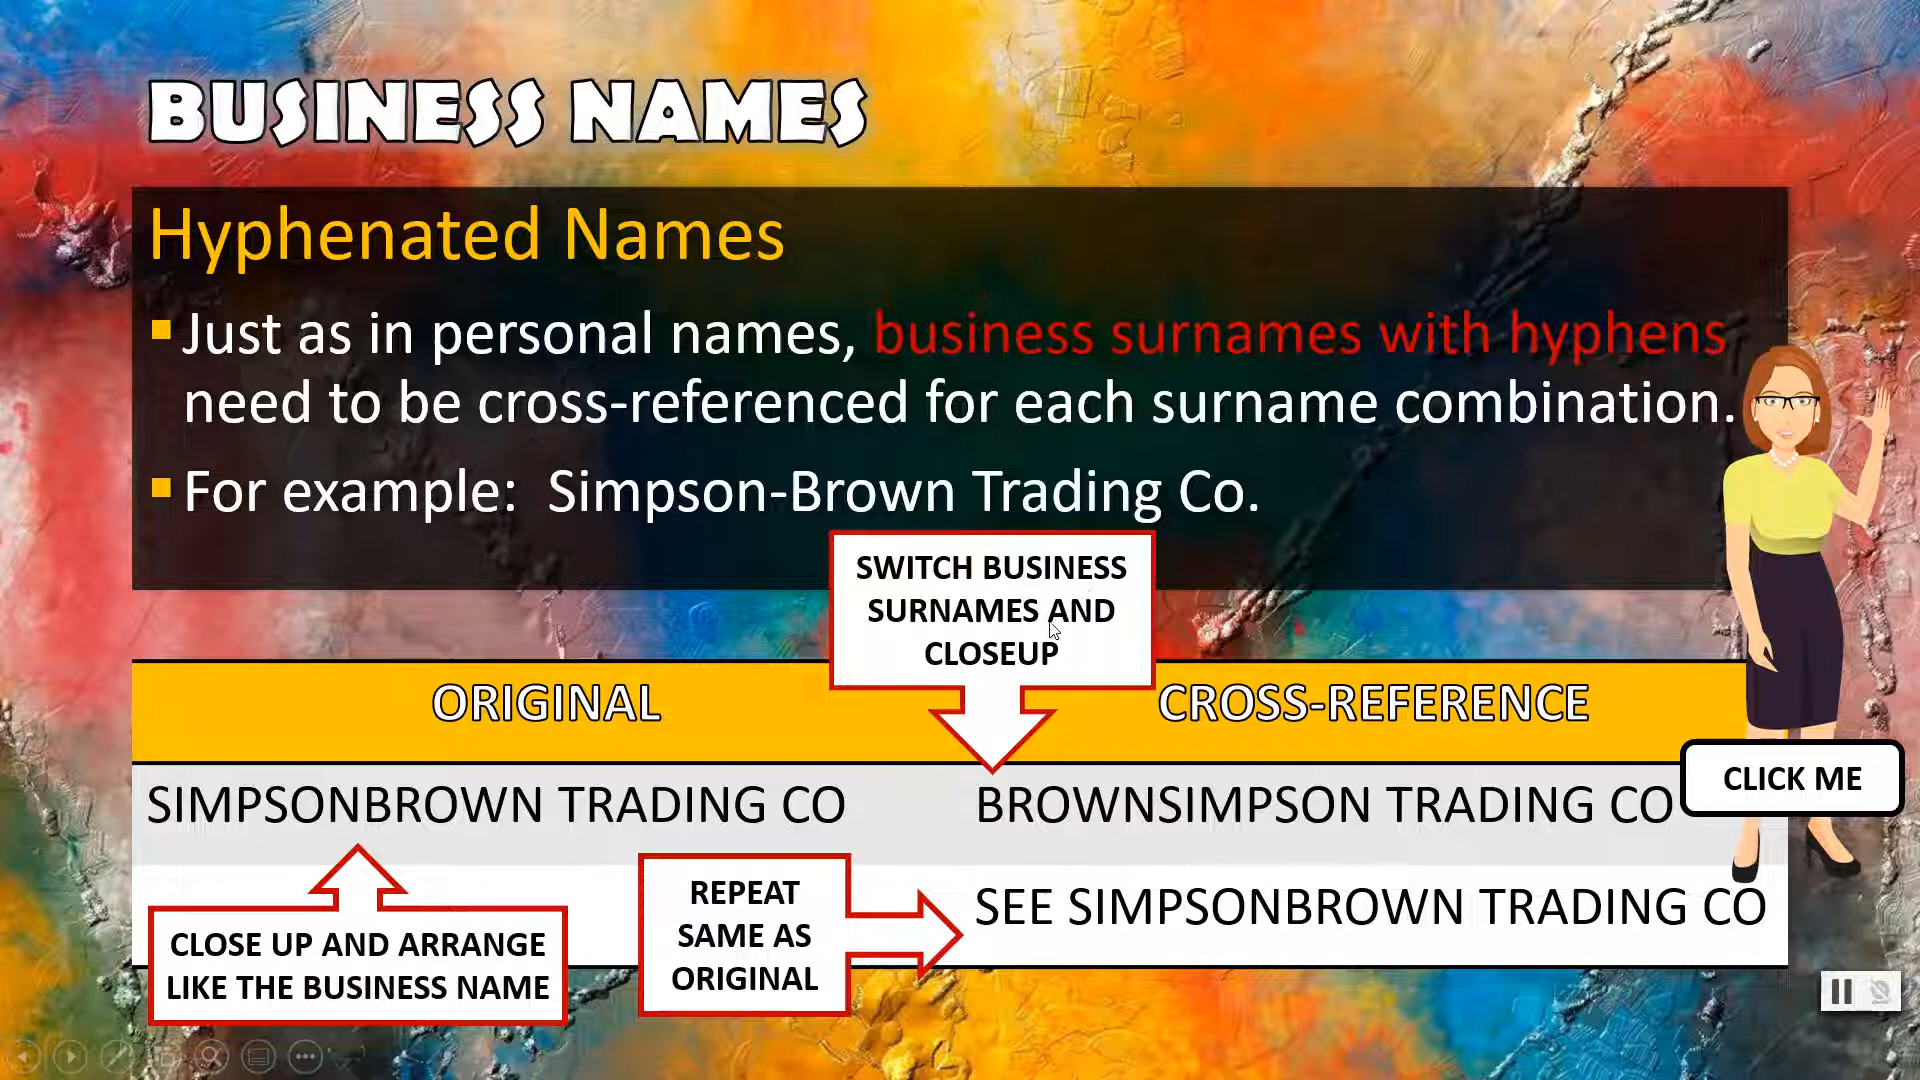 BUSINESS NAMES
Hyphenated Names
Just as in personal names, business surnames with hyphens
need to be cross-referenced for each surname combination.
For example: Simpson-Brown Trading Co.
SWITCH BUSINESS
SURNAMES AND
CLOSEUP
ORIGINAL
CROSS-REFERENCE
SIMPSONBROWN TRADING CO
BROWNSIMPSON TRADING CO
CLICK ME
SEE SIMPSONBROWN TRADING CO
REPEAT
SAME AS
ORIGINAL
CLOSE UP AND ARRANGE
LIKE THE BUSINESS NAME